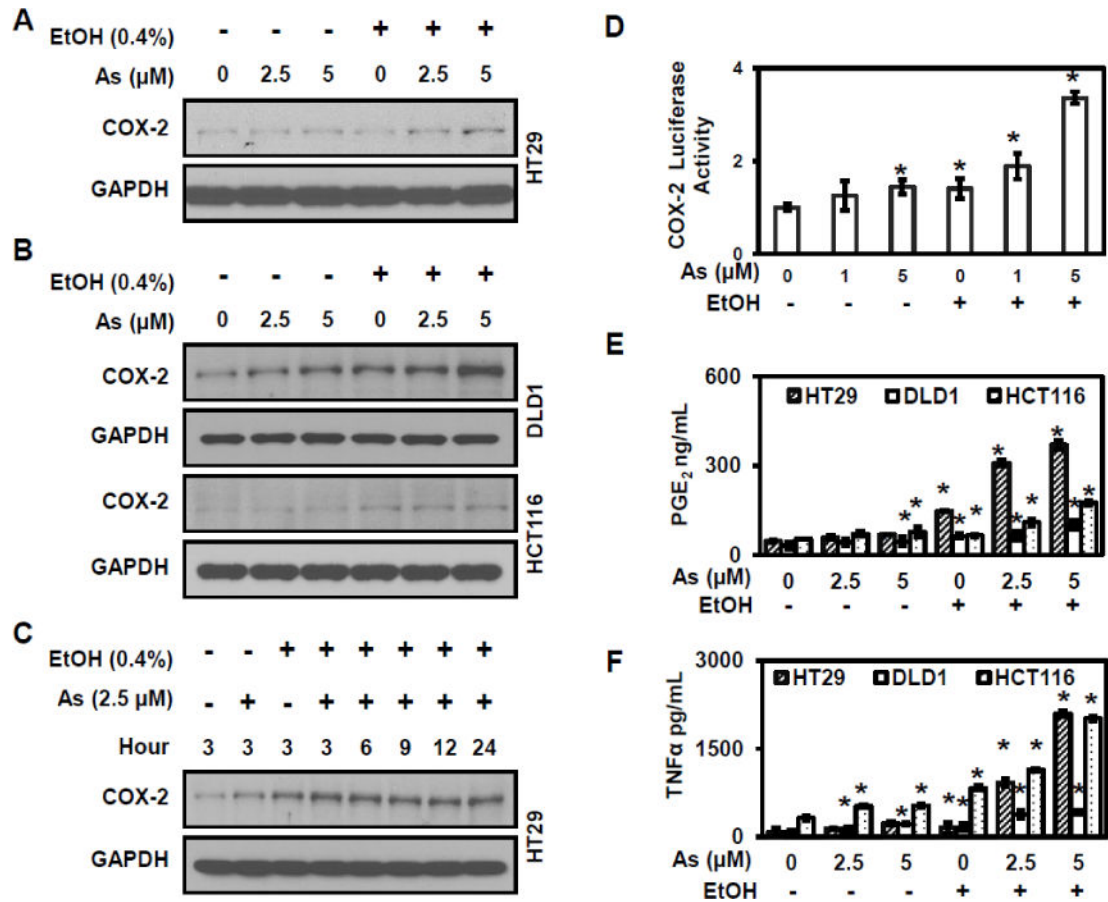 A
EtOH (0.4%) - - - + + +
As (µM) 0 2.5 5 0 2.5 5
COX-2
GAPDH
HT29
B
EtOH (0.4%) - - - + + +
As (µM) 0 2.5 5 0 2.5 5
COX-2
GAPDH
DLD1
COX-2
GAPDH
HCT116
C
EtOH (0.4%) - - + + + + + +
As (2.5 µM) - + - + + + + +
Hour 3 3 3 3 6 9 12 24
COX-2
GAPDH
HT29
D
COX-2 Luciferase
Activity
4
2
0
* * * *
As (µM) 0 1 5 0 1 5
EtOH - - - + + +
E
PGE₂ ng/mL
600
300
0
HT29 DLD1 HCT116
* * * * * * * * * * *
As (µM) 0 2.5 5 0 2.5 5
EtOH - - - + + +
F
TNFα pg/mL
3000
1500
0
HT29 DLD1 HCT116
* * * * * * * * * * * * *
As (µM) 0 2.5 5 0 2.5 5
EtOH - - - + + +